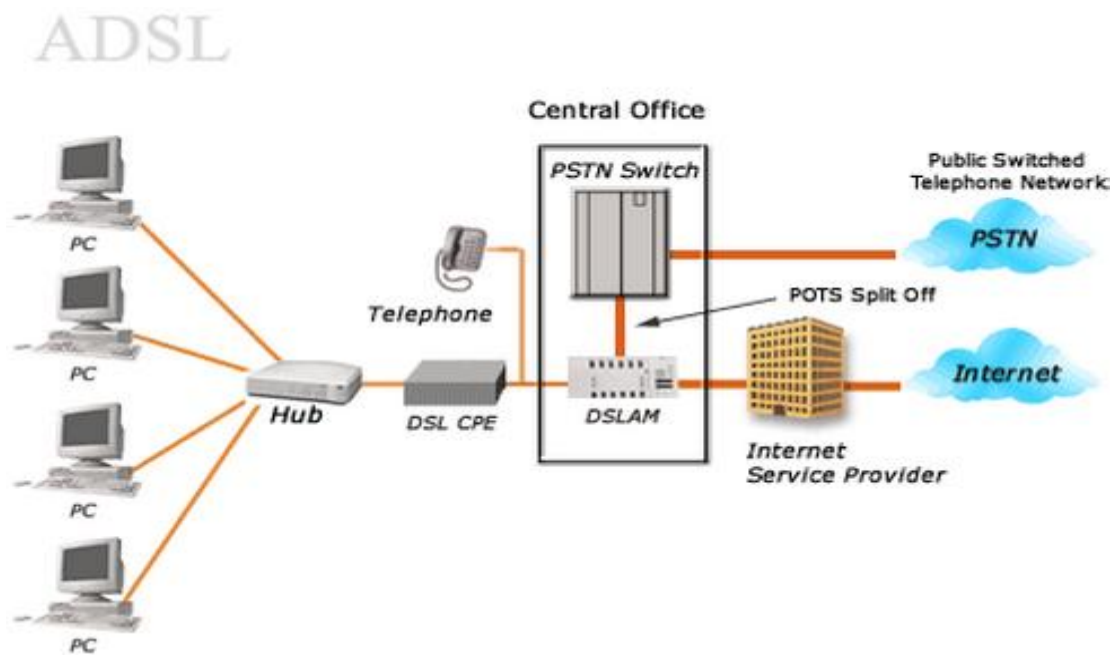 ADSL
Central Office
PSTN Switch
Public Switched
Telephone Network
PSTN
PC
Telephone
POTS Split Off
PC
Internet
Hub
DSL CPE
DSLAM
Internet
Service Provider
PC
PC